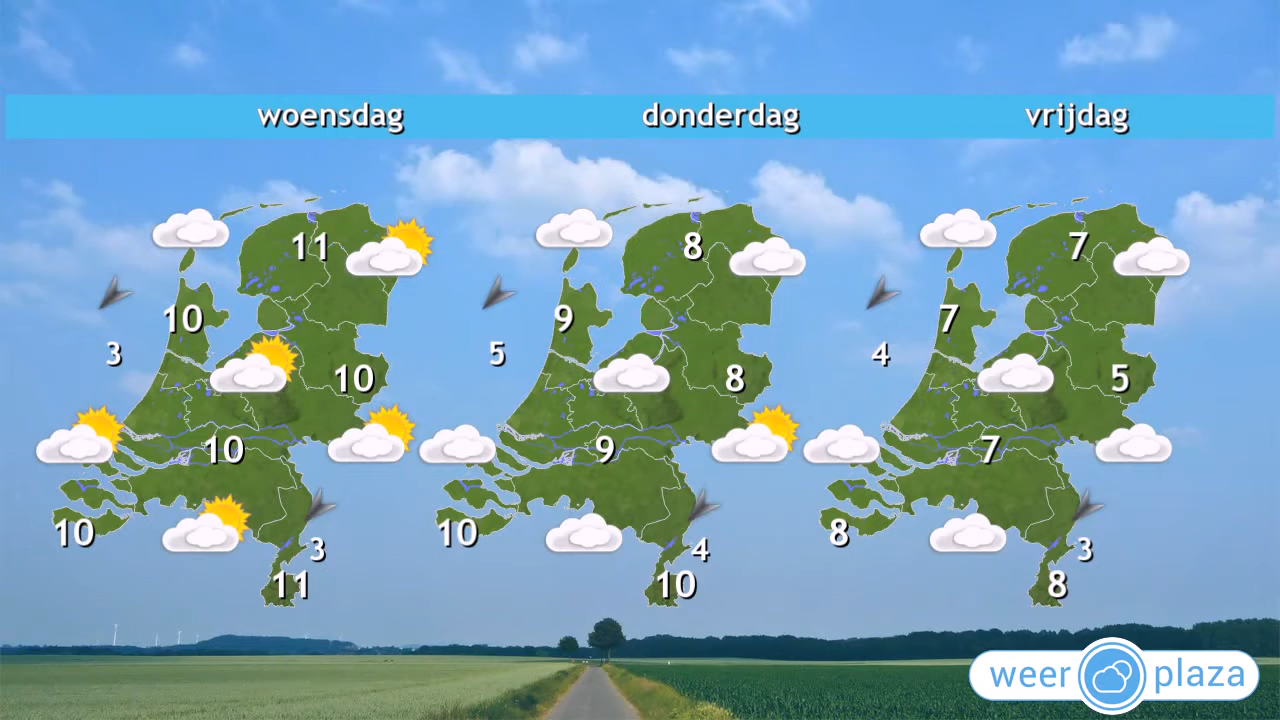 woensdag donderdag vrijdag
11 8 7
10 9 7
3 5 4
10 8 5
10 9 7
10 10 8
3 4 3
11 10 8
weer plaza